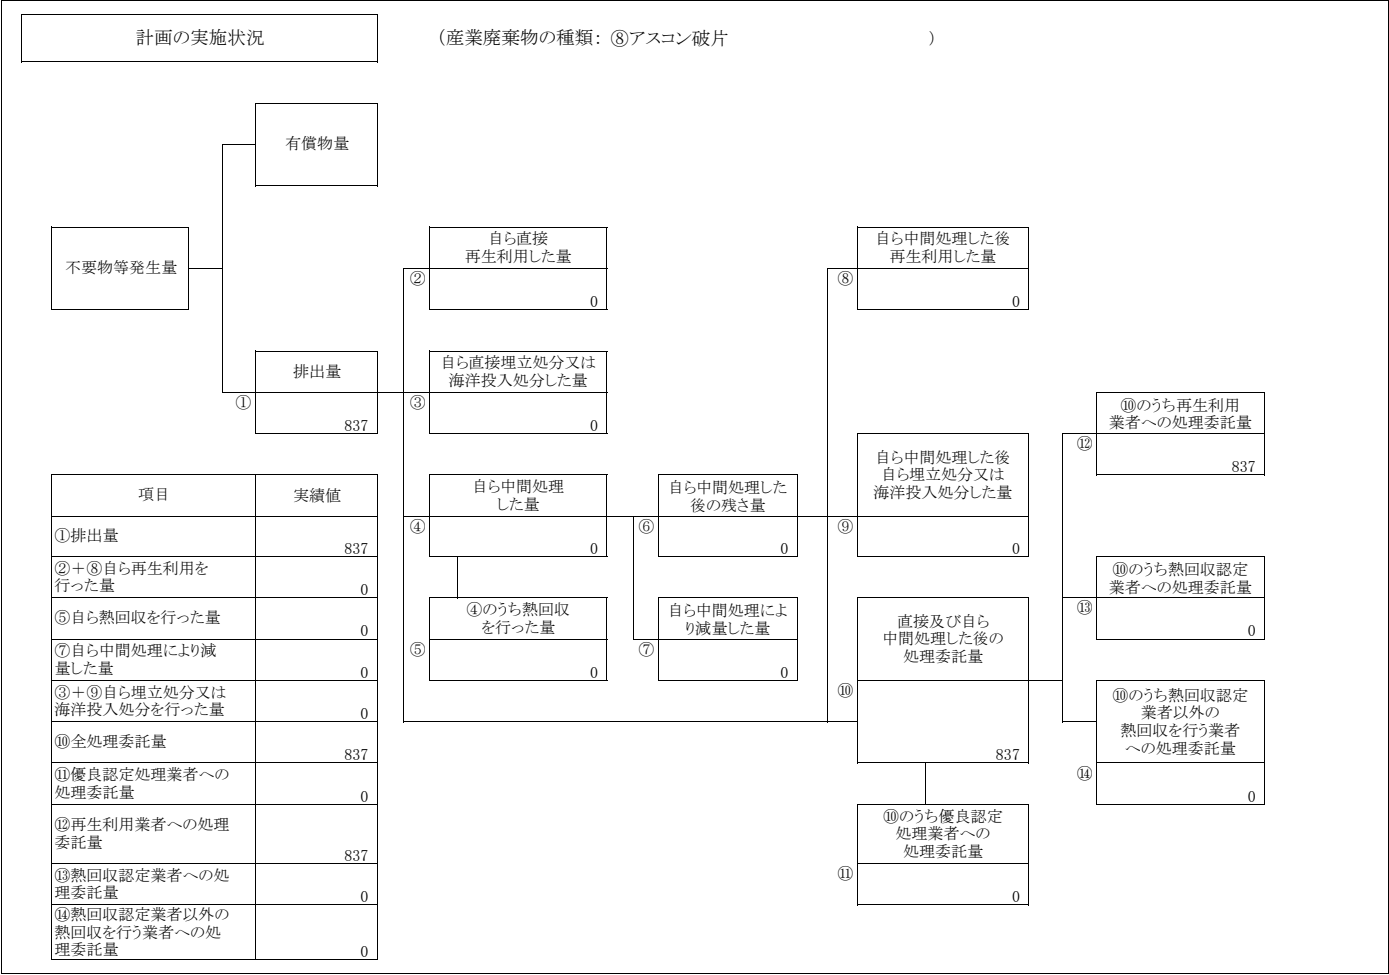 計画の実施状況
（産業廃棄物の種類： ⑧アスコン破片 ）
有償物量
不要物等発生量
自ら直接
再生利用した量
②
0
自ら中間処理した後
再生利用した量
⑧
0
排出量
①
837
自ら直接埋立処分又は
海洋投入処分した量
③
0
⑩のうち再生利用
業者への処理委託量
⑫
837
自ら中間処理
した量
④
0
自ら中間処理した
後の残さ量
⑥
0
自ら中間処理した後
自ら埋立処分又は
海洋投入処分した量
⑨
0
⑩のうち熱回収認定
業者への処理委託量
⑬
0
④のうち熱回収
を行った量
⑤
0
自ら中間処理によ
り減量した量
⑦
0
直接及び自ら
中間処理した後の
処理委託量
⑩
837
⑩のうち熱回収認定
業者以外の
熱回収を行う業者
への処理委託量
⑭
0
⑩のうち優良認定
処理業者への
処理委託量
⑪
0
項目 実績値
①排出量
837
②＋⑧自ら再生利用を
行った量
0
⑤自ら熱回収を行った量
0
⑦自ら中間処理により減
量した量
0
③＋⑨自ら埋立処分又は
海洋投入処分を行った量
0
⑩全処理委託量
837
⑪優良認定処理業者への
処理委託量
0
⑫再生利用業者への処理
委託量
837
⑬熱回収認定業者への処
理委託量
0
⑭熱回収認定業者以外の
熱回収を行う業者への処
理委託量
0